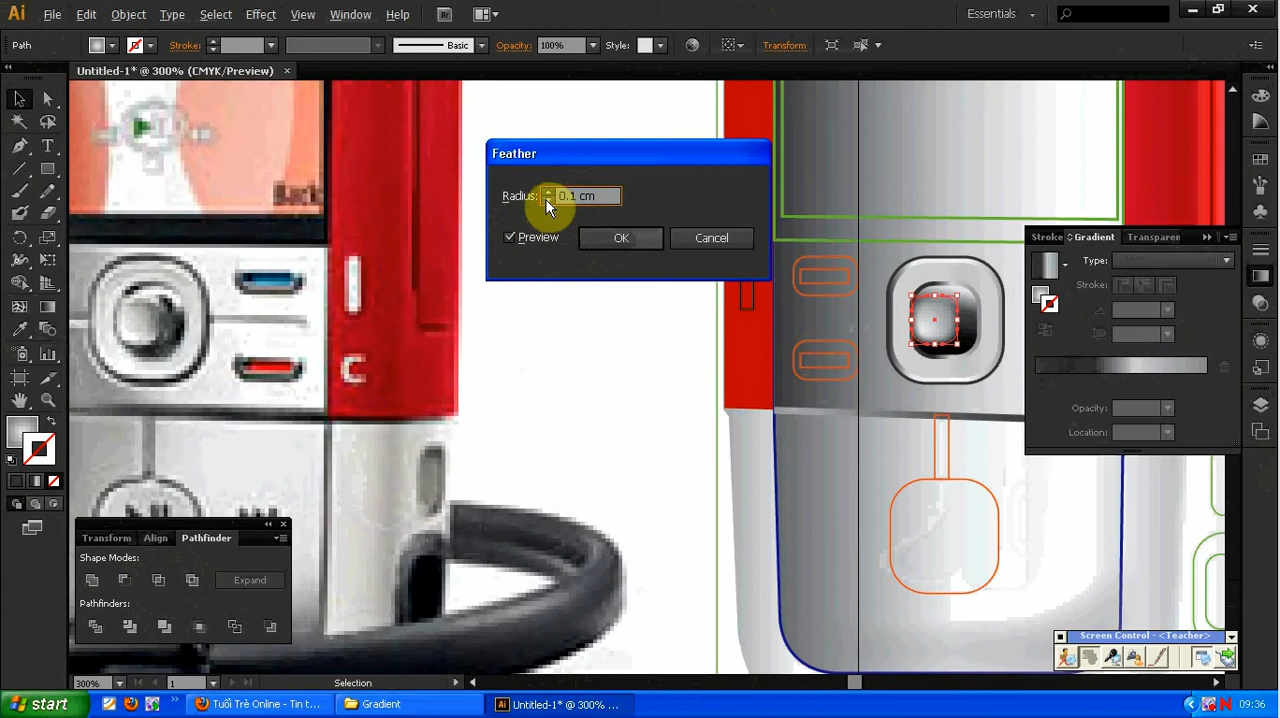 Ai File Edit Object Type Select Effect View Window Help Br Essentials
Path Stroke: Basic Opacity: 100% Style: Transform
Untitled-1* @ 300% (CMYK/Preview)
Back
Feather
Radius: 0.1 cm
Preview OK Cancel
Stroke Gradient Transparen
Type:
Stroke:
Opacity:
Location:
Transform Align Pathfinder
Shape Modes:
Expand
Pathfinders:
Screen Control - <Teacher>
300% 1 Selection
start Tuổi Trẻ Online - Tin t... Gradient Ai Untitled-1* @ 300% ... N 09:36